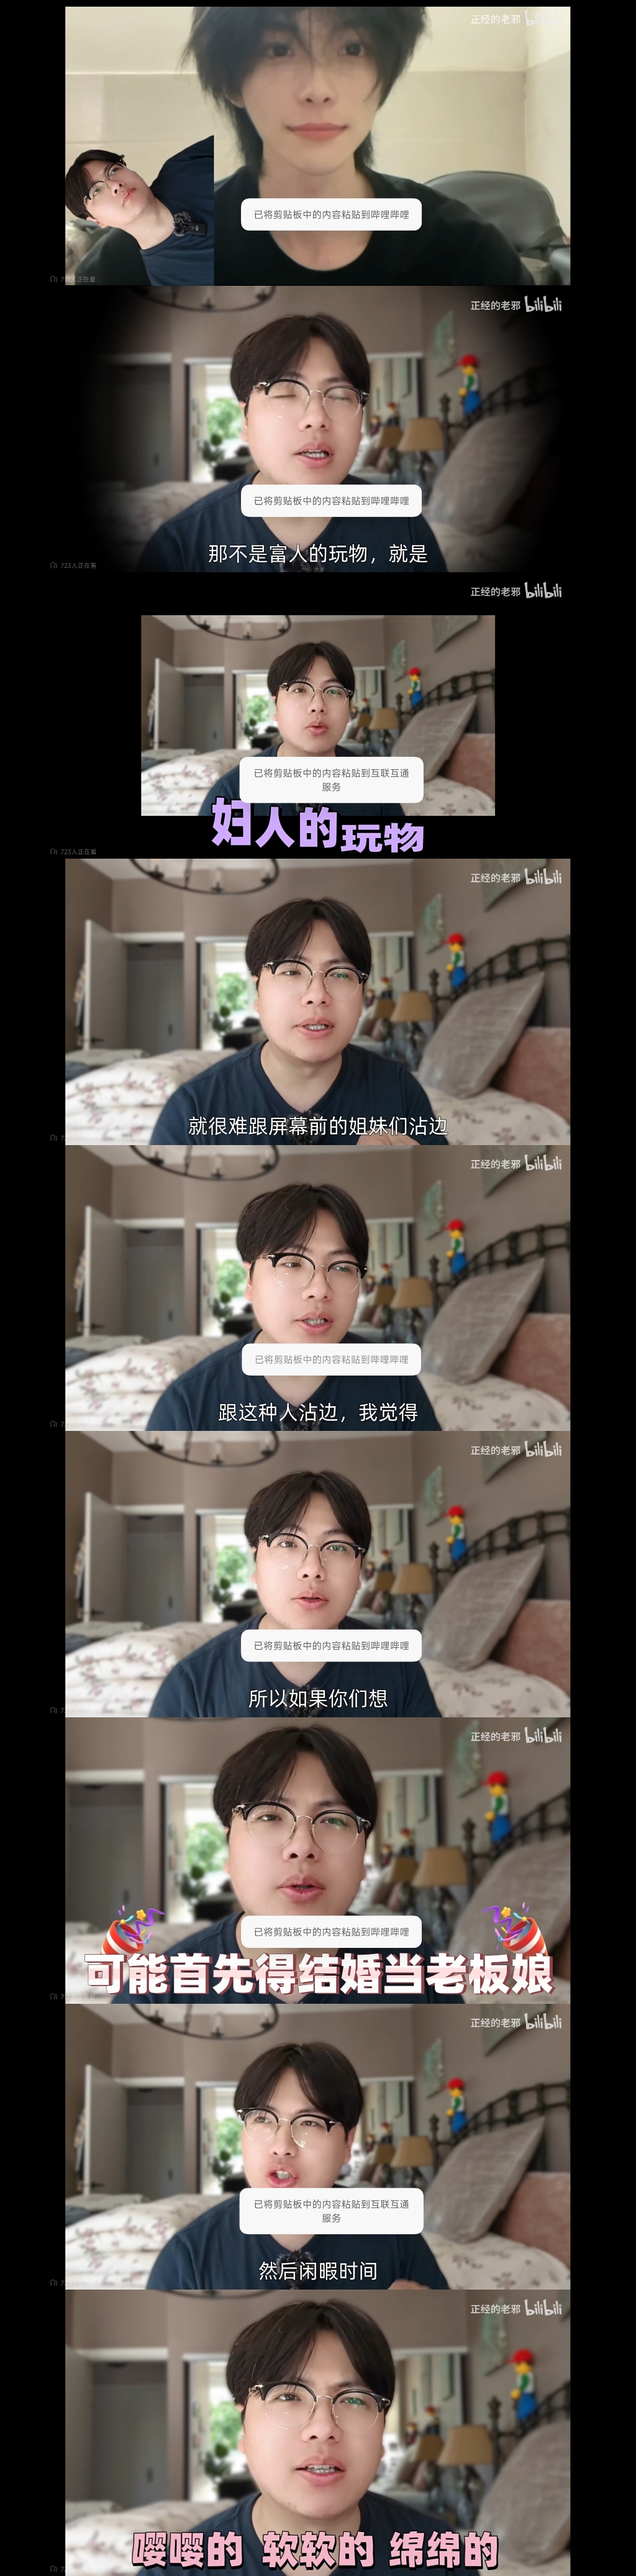 正经的老邪 bilibili
已将剪贴板中的内容粘贴到哔哩哔哩
正经的老邪 bilibili
已将剪贴板中的内容粘贴到哔哩哔哩
那不是富人的玩物，就是
723人正在看
正经的老邪 bilibili
已将剪贴板中的内容粘贴到互联互通
服务
妇人的玩物
723人正在看
正经的老邪 bilibili
就很难跟屏幕前的姐妹们沾边
正经的老邪 bilibili
已将剪贴板中的内容粘贴到哔哩哔哩
跟这种人沾边，我觉得
正经的老邪 bilibili
已将剪贴板中的内容粘贴到哔哩哔哩
所以如果你们想
正经的老邪 bilibili
已将剪贴板中的内容粘贴到哔哩哔哩
可能首先得结婚当老板娘
正经的老邪 bilibili
已将剪贴板中的内容粘贴到互联互通
服务
然后闲暇时间
正经的老邪 bilibili
嘤嘤的 软软的 绵绵的